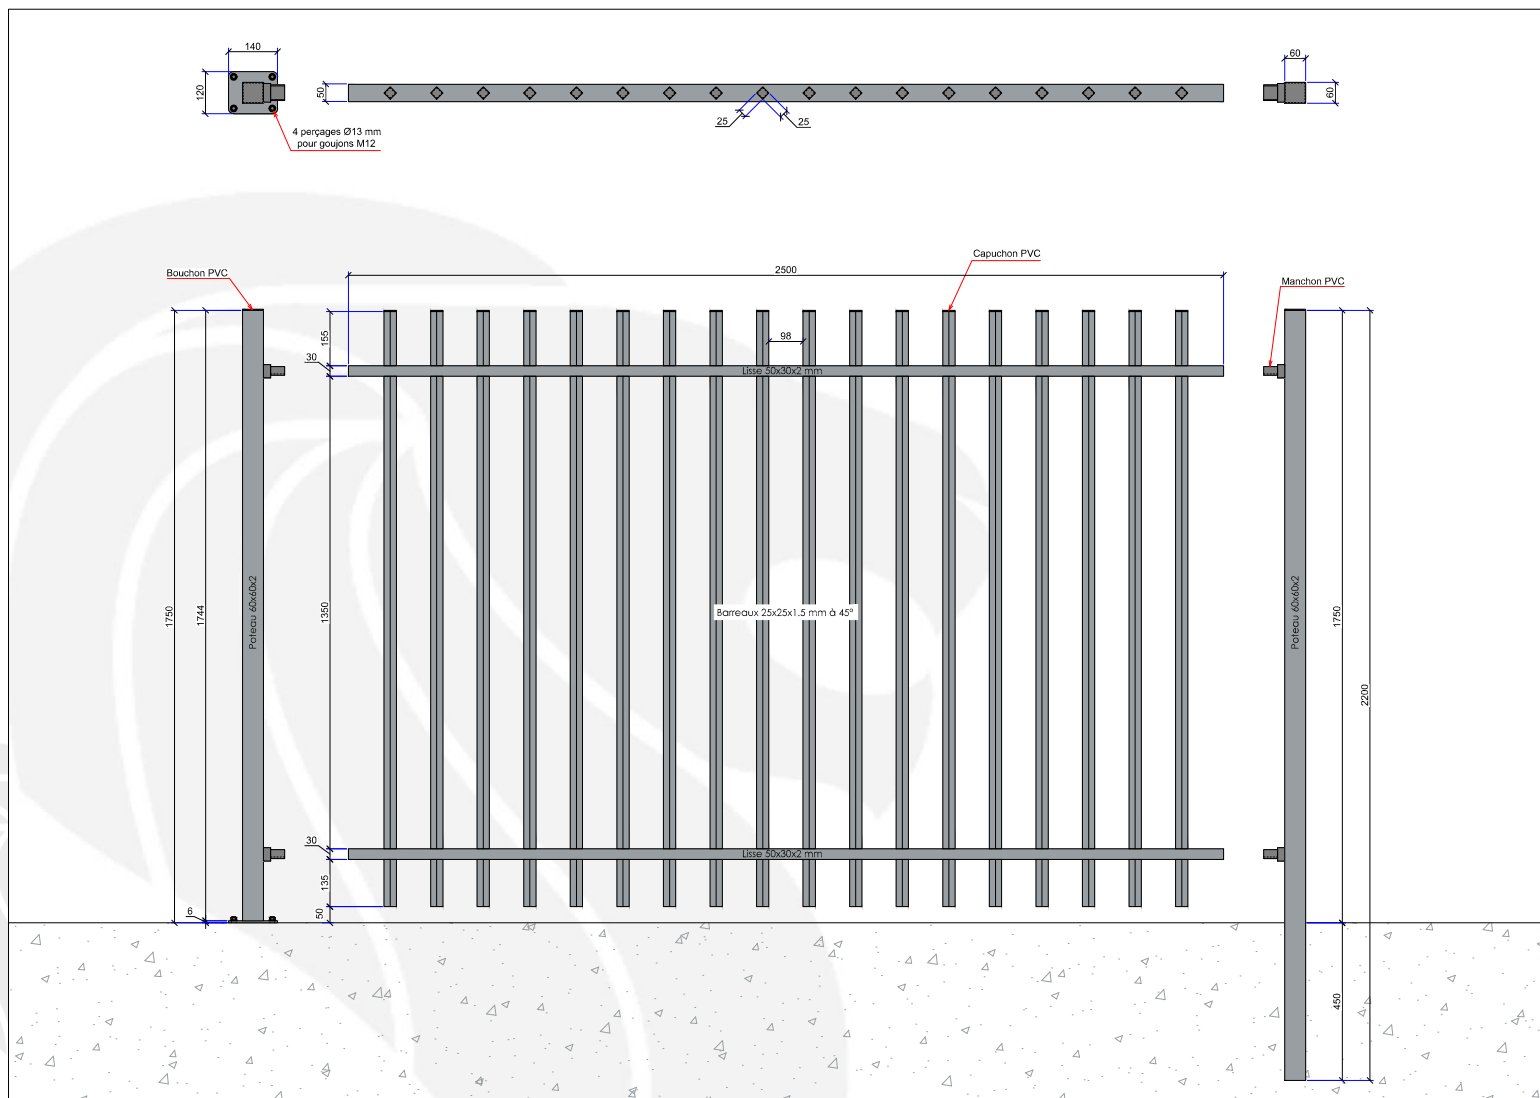 140
120
4 perçages Ø13 mm
pour goujons M12
50
25
25
60
60
Bouchon PVC
2500
Capuchon PVC
Manchon PVC
155
98
30
Lisse 50x30x2 mm
1750
1744
Poteau 60x60x2
1350
Barreaux 25x25x1.5 mm à 45°
Poteau 60x60x2
1750
2200
30
Lisse 50x30x2 mm
135
6
50
450